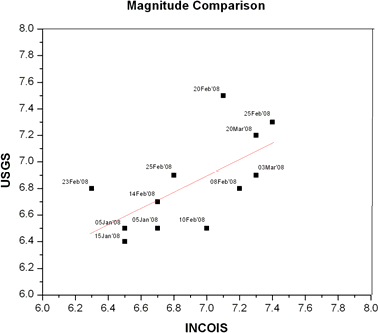 Magnitude Comparison
8.0
7.8
7.6
7.4
7.2
7.0
6.8
6.6
6.4
6.2
6.0
USGS
20Feb'08
25Feb'08
20Mar'08
25Feb'08
03Mar'08
23Feb'08
08Feb'08
14Feb'08
05Jan'08
05Jan'08
10Feb'08
15Jan'08
6.0 6.2 6.4 6.6 6.8 7.0 7.2 7.4 7.6 7.8 8.0
INCOIS